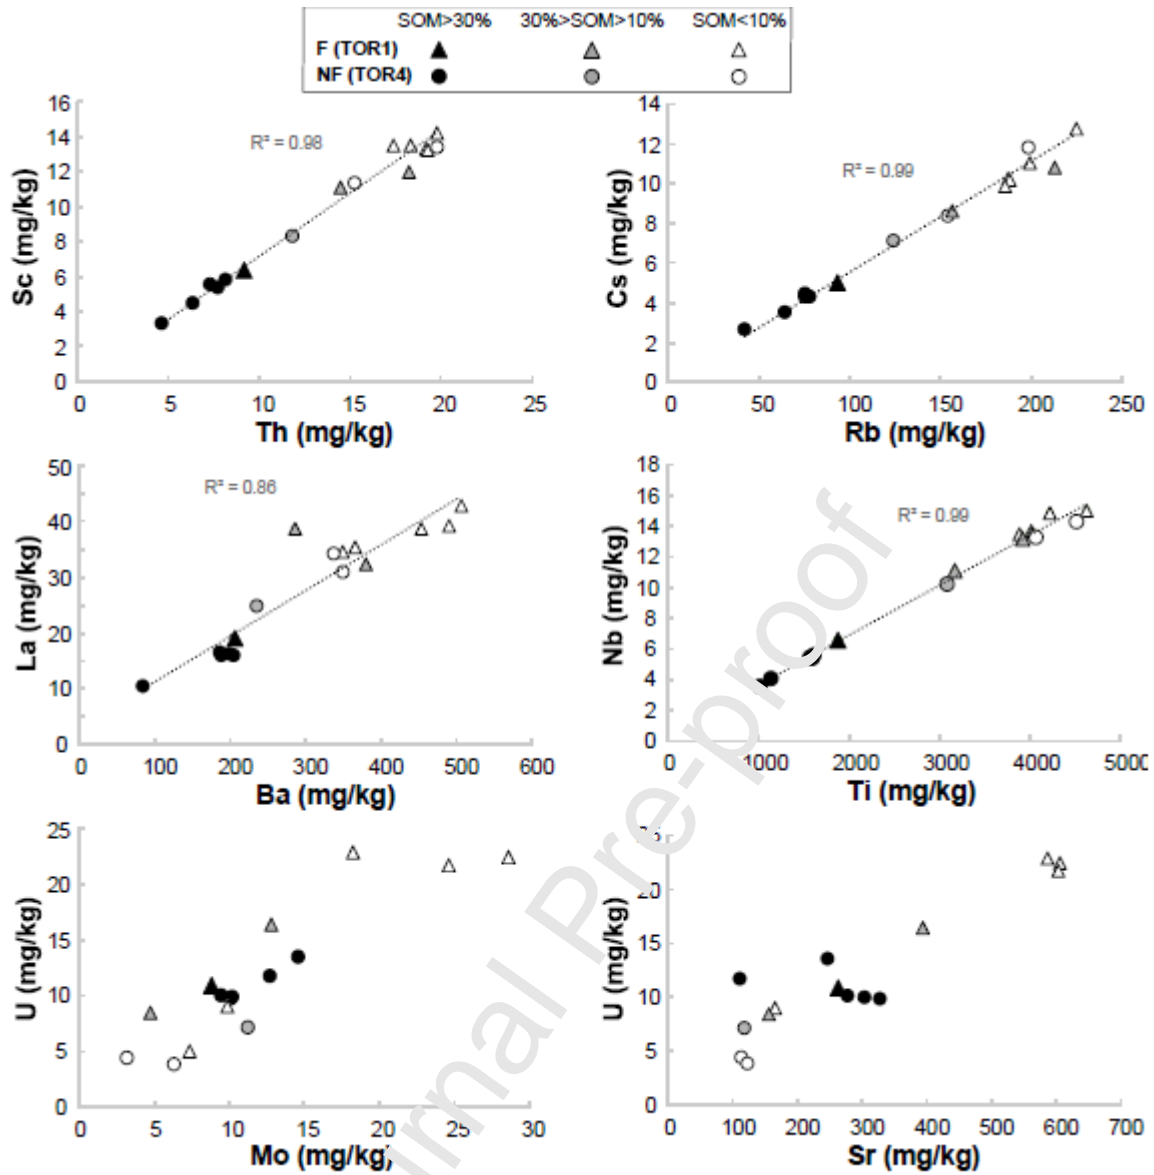 SOM>30% 30%>SOM>10% SOM<10%
F (TOR1)
NF (TOR4)
16
14
12
10
8
6
4
2
0
Sc (mg/kg)
R² = 0.98
0 5 10 15 20 25
Th (mg/kg)
14
12
10
8
6
4
2
0
Cs (mg/kg)
R² = 0.99
0 50 100 150 200 250
Rb (mg/kg)
50
40
30
20
10
0
La (mg/kg)
R² = 0.86
0 100 200 300 400 500 600
Ba (mg/kg)
18
16
14
12
10
8
6
4
2
0
Nb (mg/kg)
R² = 0.99
0 1000 2000 3000 4000 5000
Ti (mg/kg)
25
20
15
10
5
0
U (mg/kg)
0 5 10 15 20 25 30
Mo (mg/kg)
20
15
10
5
0
U (mg/kg)
0 100 200 300 400 500 600 700
Sr (mg/kg)
rnal Pre-proof